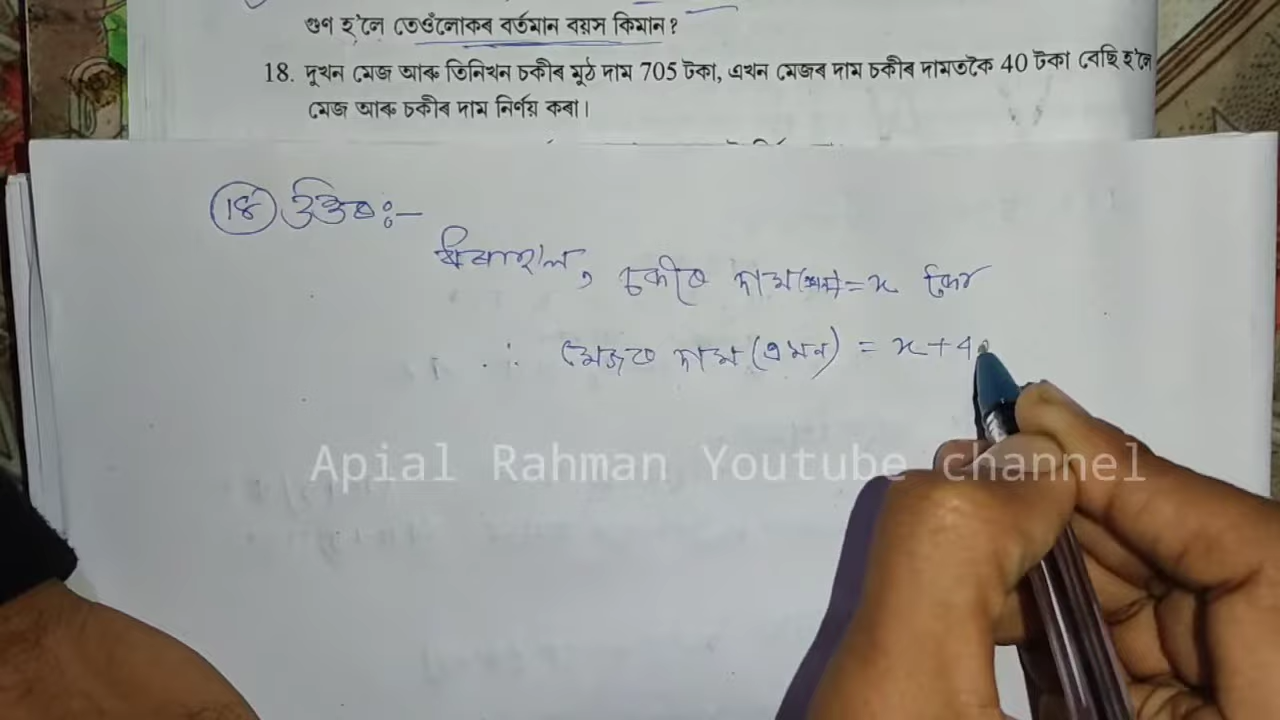 গুণ হ'লে তেওঁলোকৰ বৰ্তমান বয়স কিমান?
18. দুখন মেজ আৰু তিনিখন চকীৰ মুঠ দাম 705 টকা, এখন মেজৰ দাম চকীৰ দামতকৈ 40 টকা বেছি হ'লে
মেজ আৰু চকীৰ দাম নিৰ্ণয় কৰা।
18 উত্তৰঃ—
ধৰাহ'ল, চকীৰ দাম = x টকা
∴ মেজৰ দাম (এখন) = x + 40
Apial Rahman Youtube channel